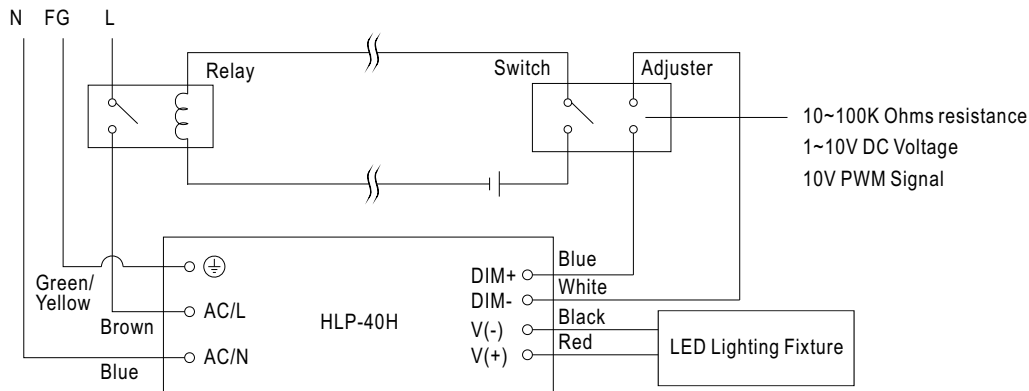 N FG L
Relay
Switch
Adjuster
10~100K Ohms resistance
1~10V DC Voltage
10V PWM Signal
Green/
Yellow
Brown
Blue
AC/L
AC/N
HLP-40H
DIM+
DIM-
V(-)
V(+)
Blue
White
Black
Red
LED Lighting Fixture